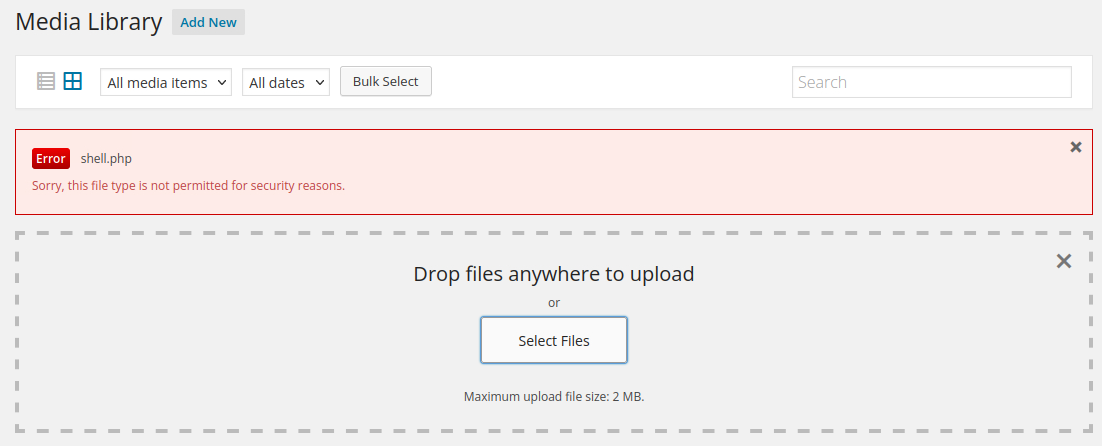 Media Library Add New
All media items All dates Bulk Select Search
Error shell.php
Sorry, this file type is not permitted for security reasons.
Drop files anywhere to upload
or
Select Files
Maximum upload file size: 2 MB.